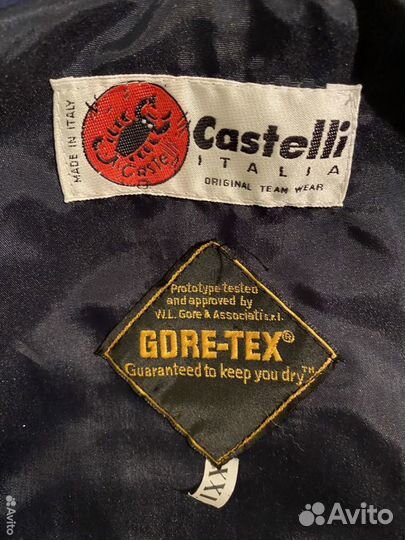 MADE IN ITALY
Castelli
ITALIA
ORIGINAL TEAM WEAR
Prototype tested
and approved by
W.L. Gore & Associati s.r.l.
GORE-TEX®
Guaranteed to keep you dry™
Avito
Avito